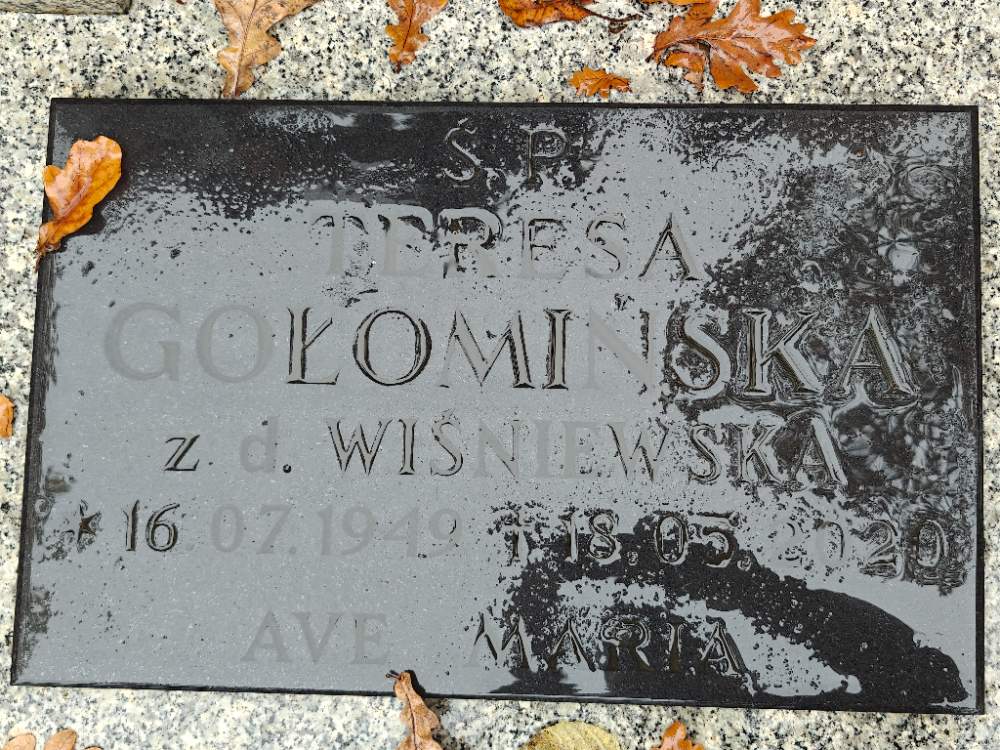 Ś. P.
TERESA
GOŁOMIŃSKA
z d. WIŚNIEWSKA
* 16.07.1949 † 18.05.2020
AVE MARIA